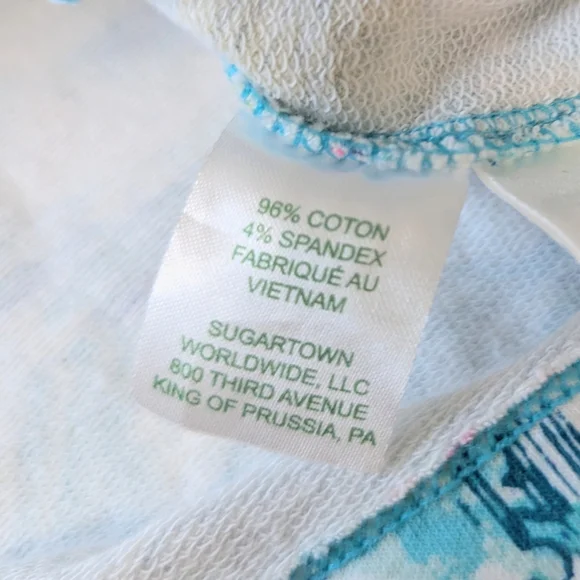 96% COTON
4% SPANDEX
FABRIQUÉ AU
VIETNAM
SUGARTOWN
WORLDWIDE, LLC
800 THIRD AVENUE
KING OF PRUSSIA, PA